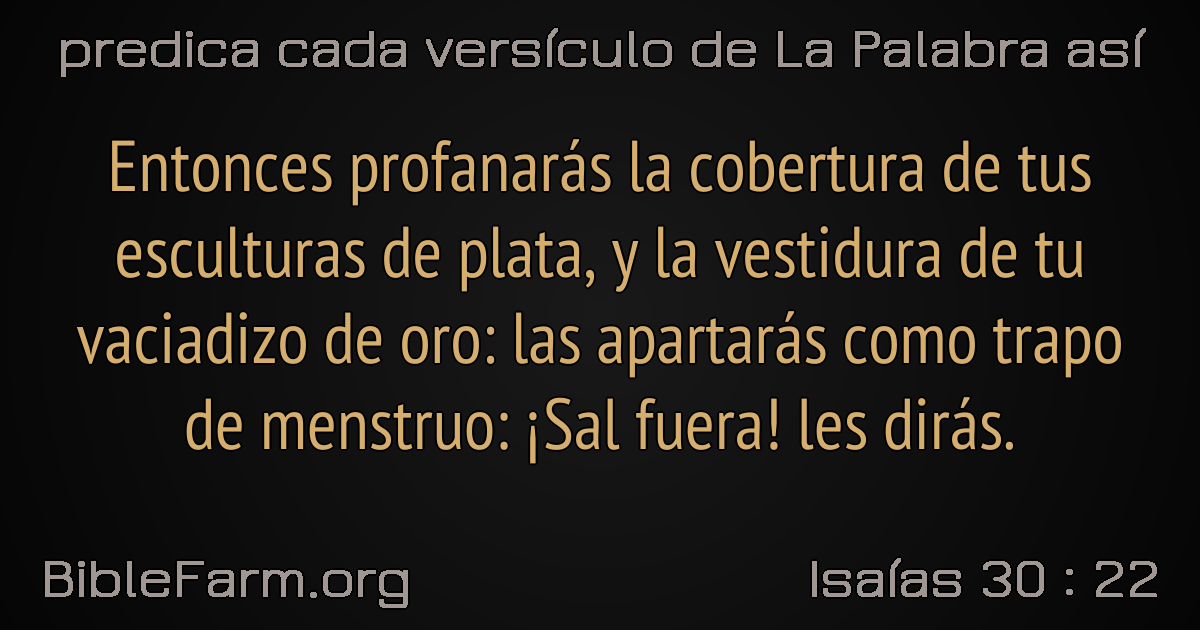 predica cada versículo de La Palabra así
Entonces profanarás la cobertura de tus
esculturas de plata, y la vestidura de tu
vaciadizo de oro: las apartarás como trapo
de menstruo: ¡Sal fuera! les dirás.
BibleFarm.org
Isaías 30 : 22